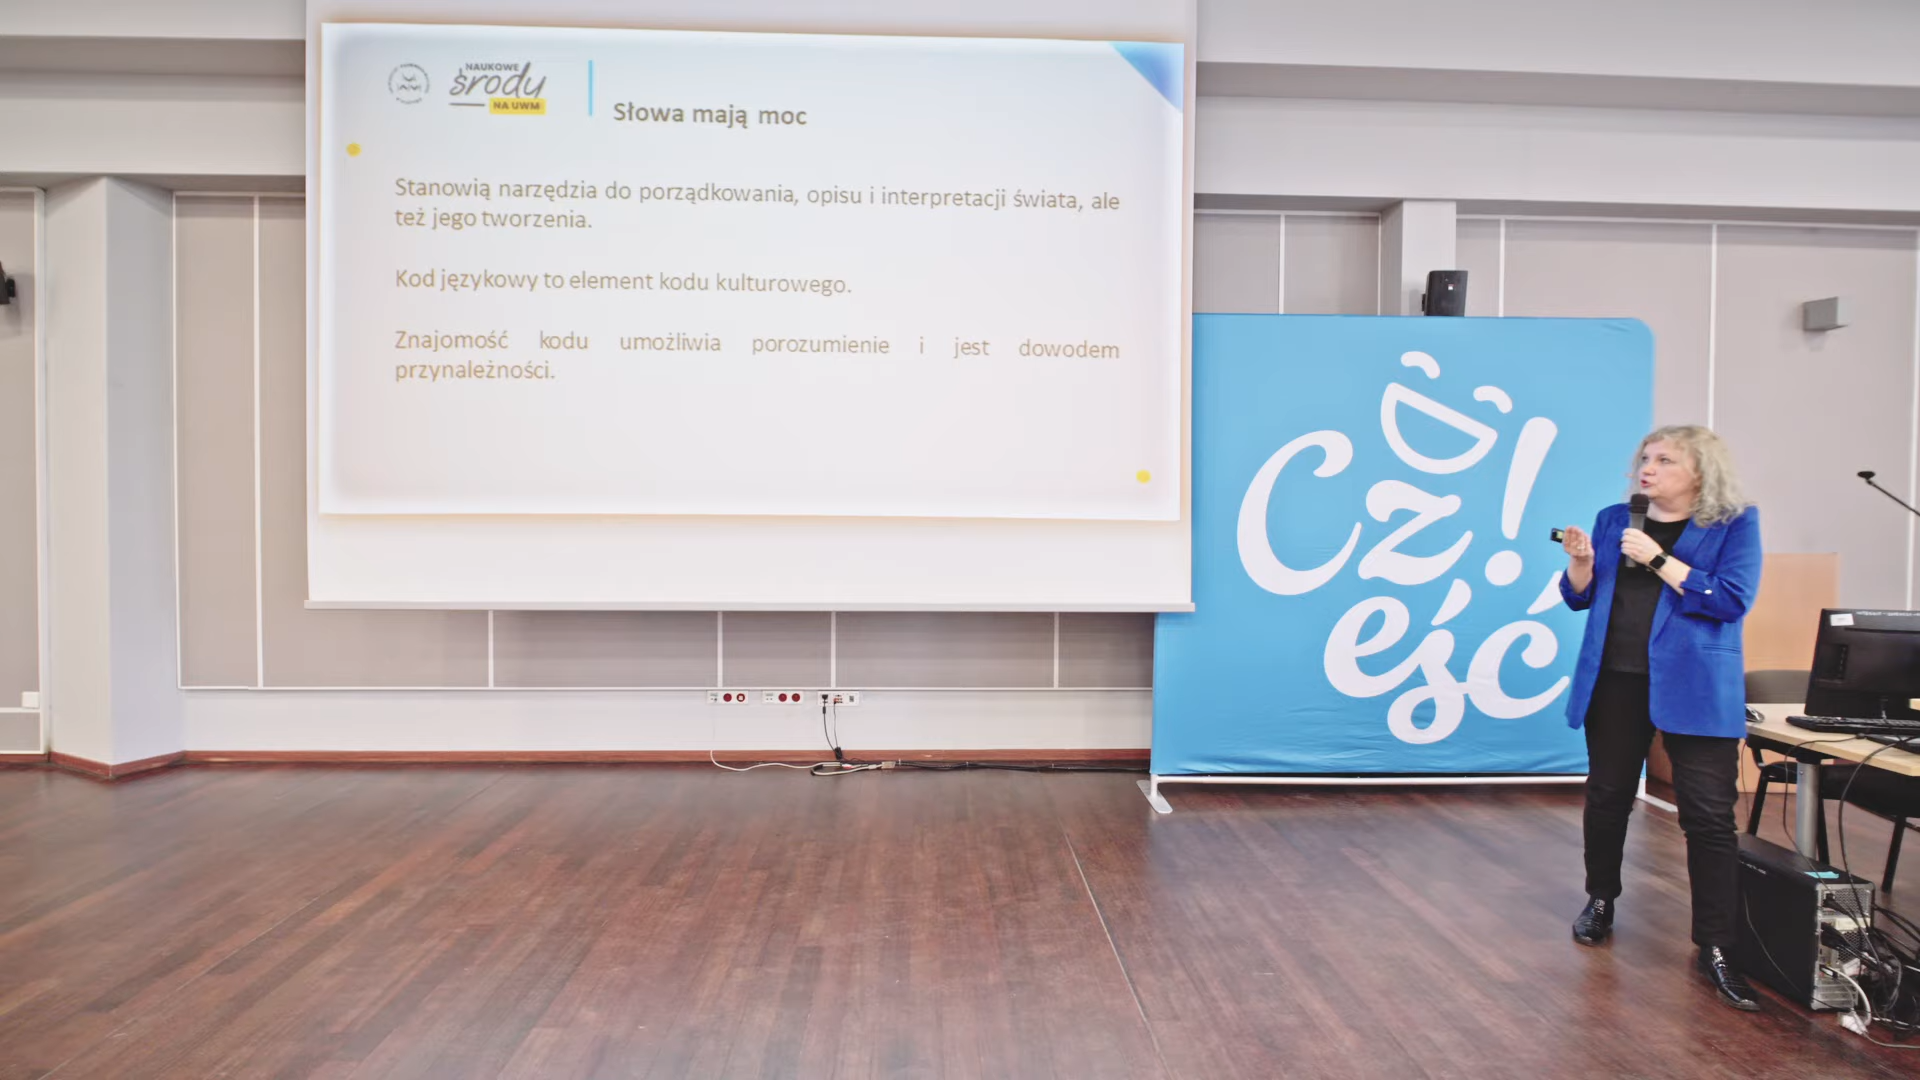 NAUKOWE
środy
NA UWM
Słowa mają moc
Stanowią narzędzia do porządkowania, opisu i interpretacji świata, ale
też jego tworzenia.
Kod językowy to element kodu kulturowego.
Znajomość kodu umożliwia porozumienie i jest dowodem
przynależności.
Cz!
eść